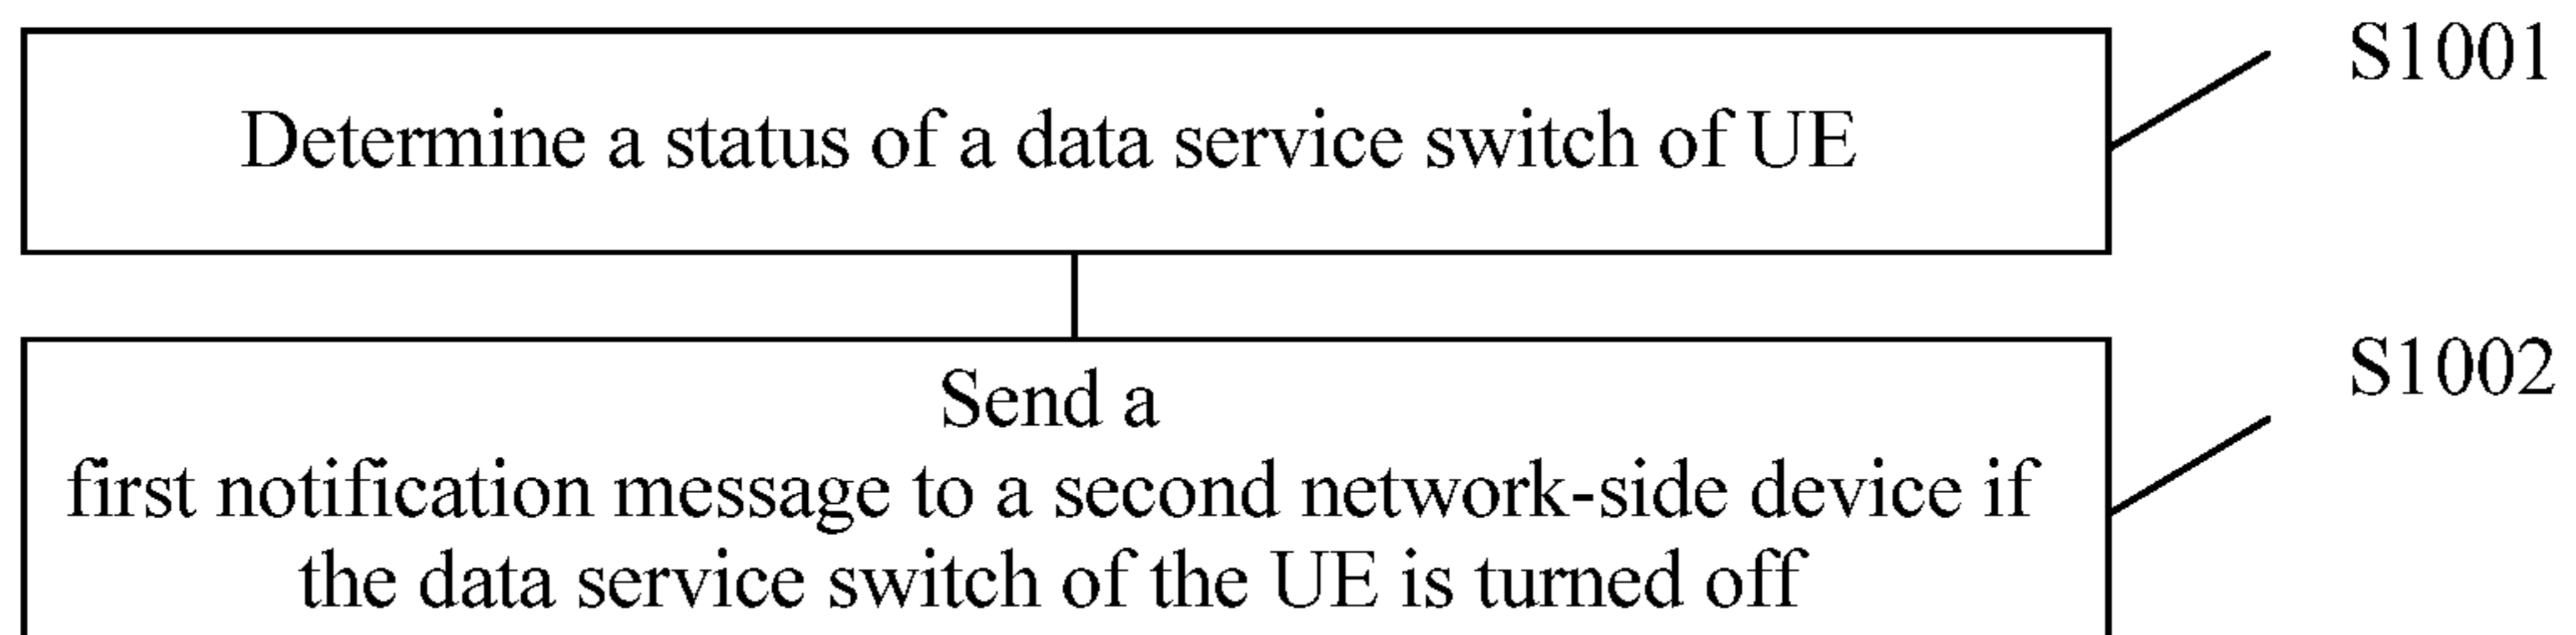 S1001
Determine a status of a data service switch of UE
S1002
Send a
first notification message to a second network-side device if
the data service switch of the UE is turned off